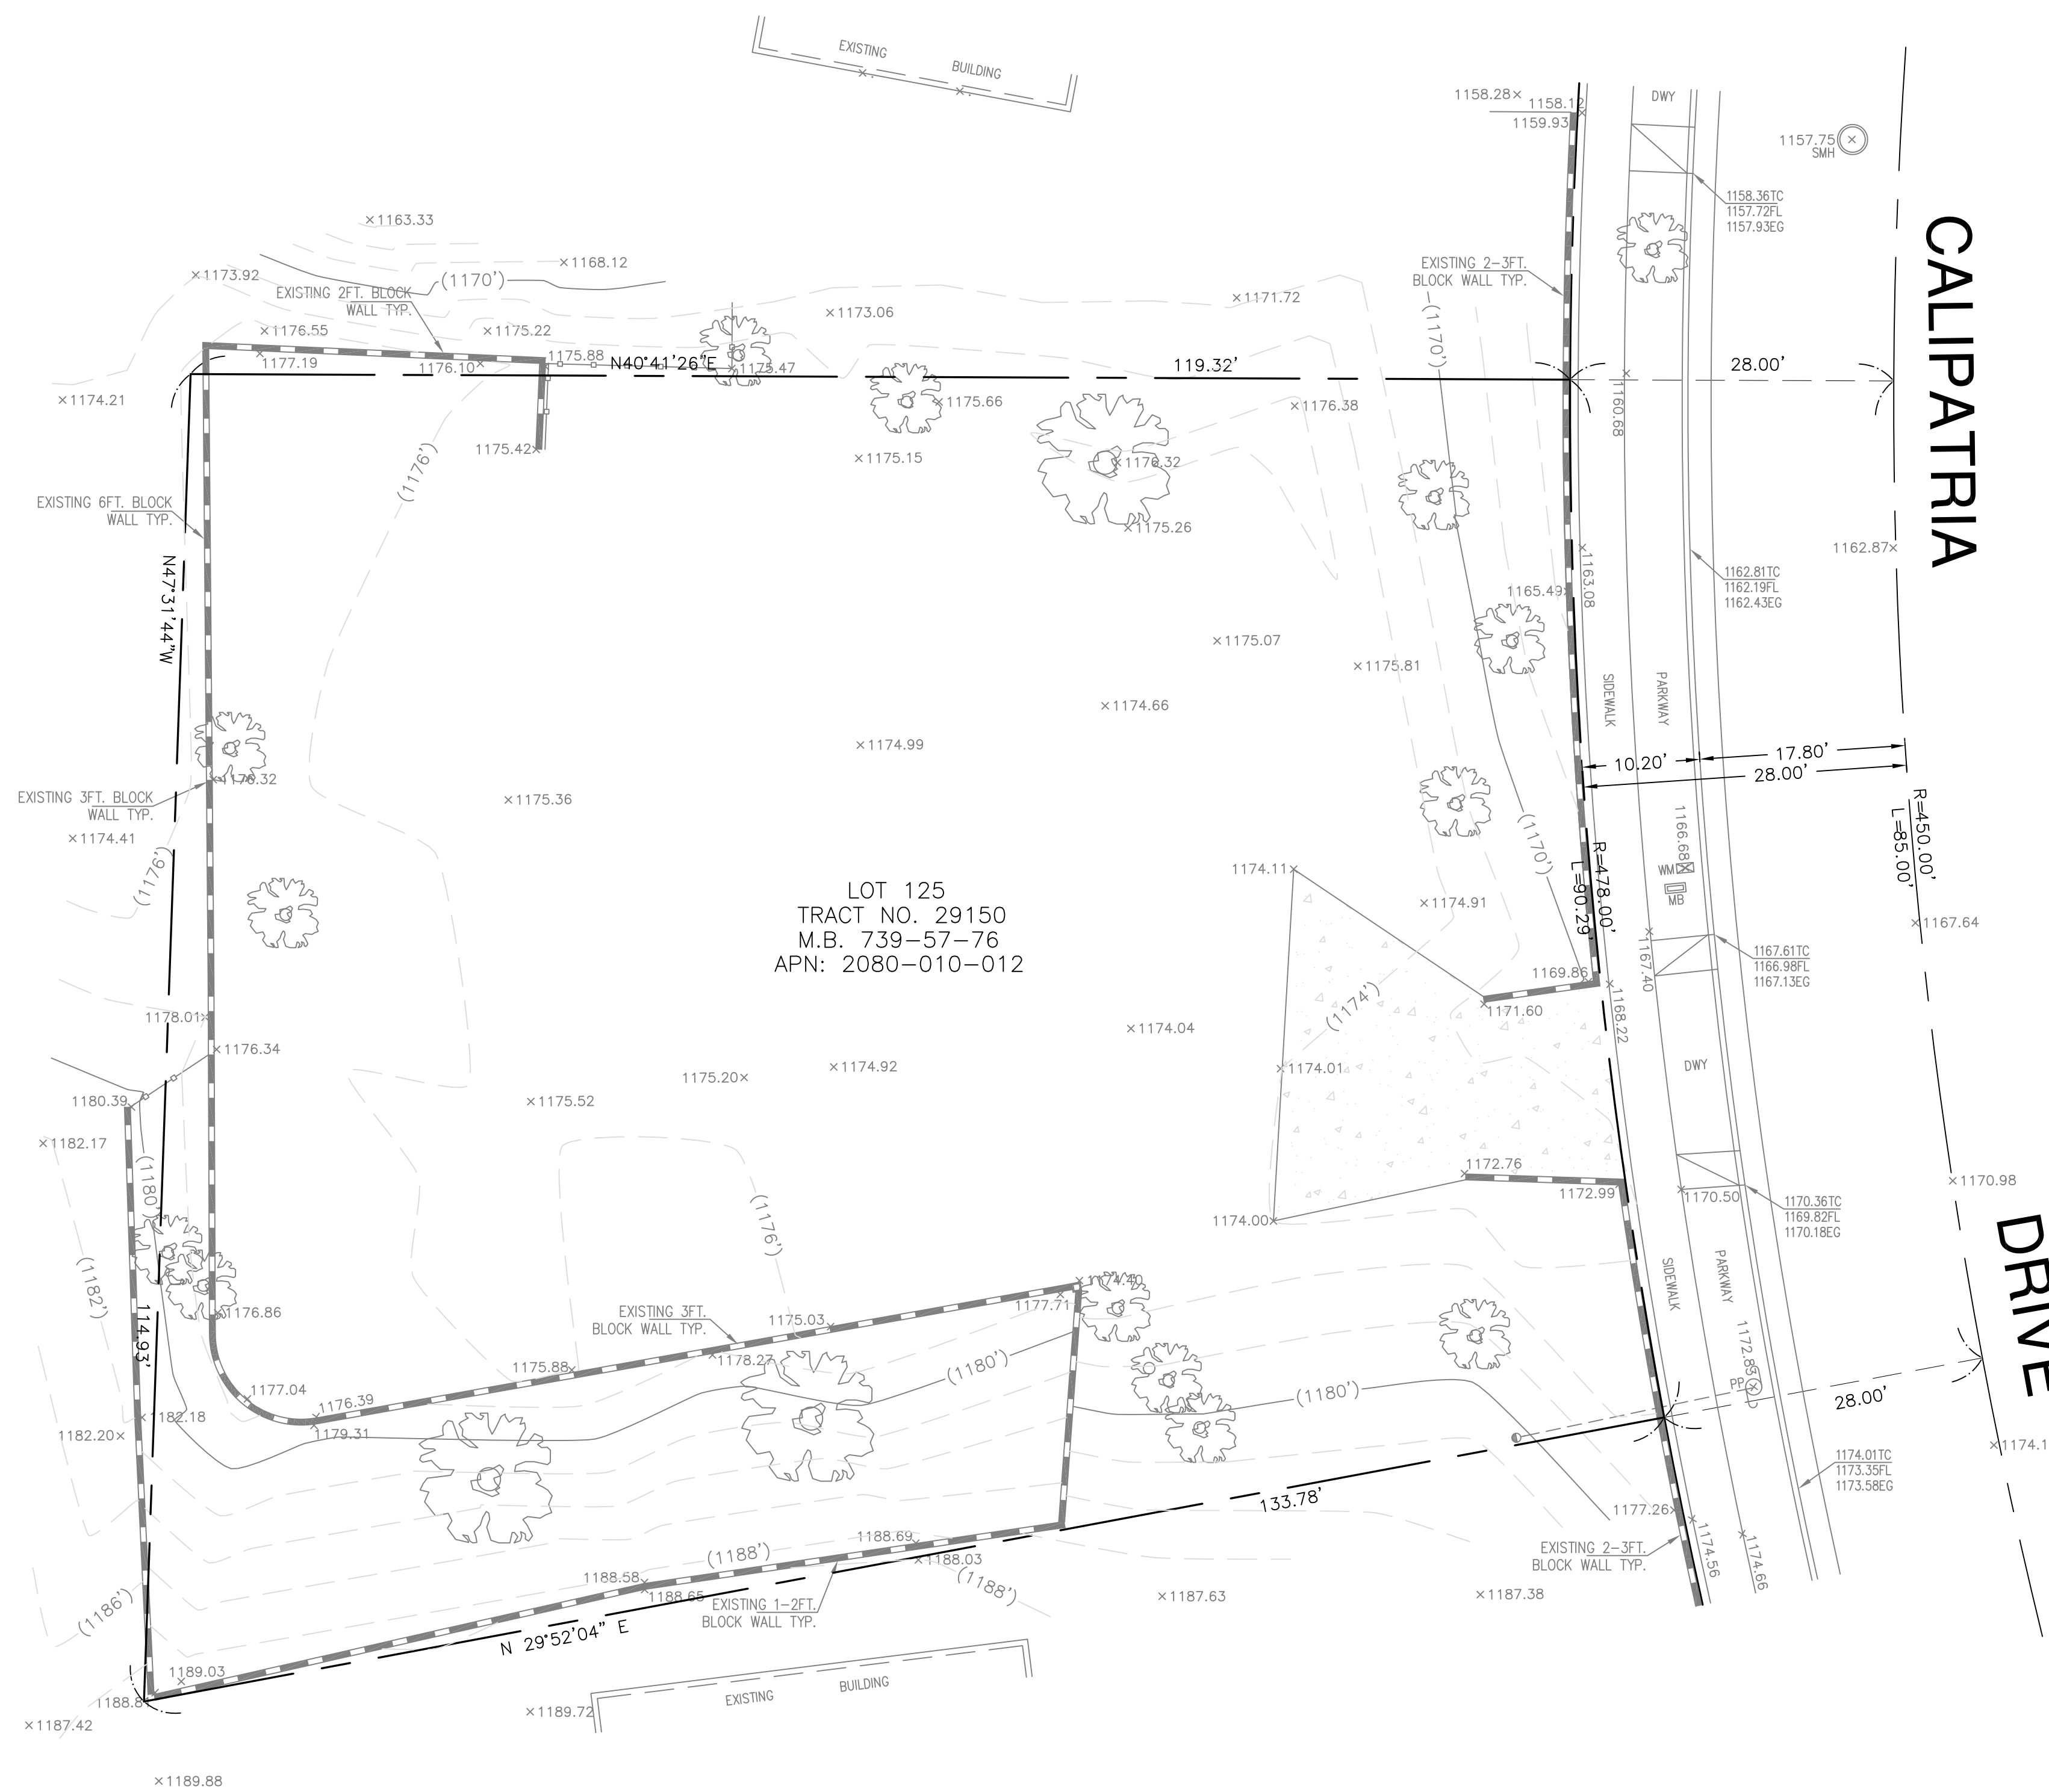 EXISTING
BUILDING
1158.28
1158.12
1159.93
DWY
1157.75
SMH
1158.36TC
1157.72FL
1157.93EG
CALIPATRIA
1163.33
1168.12
1173.92
(1170')
EXISTING 2FT. BLOCK
WALL TYP.
1171.72
1173.06
(1170')
EXISTING 2-3FT.
BLOCK WALL TYP.
1176.55
1175.22
1177.19
1176.10
1175.88
N40°41'26"E
1175.47
119.32'
28.00'
1174.21
1175.66
1176.38
1160.68
1175.42
1175.15
1176.32
(1176')
EXISTING 6FT. BLOCK
WALL TYP.
1175.26
1162.87
N47°31'44"W
1165.49
1163.08
1162.81TC
1162.19FL
1162.43EG
1175.07
1175.81
SIDEWALK
PARKWAY
1174.66
1174.99
10.20'
17.80'
28.00'
1176.32
EXISTING 3FT. BLOCK
WALL TYP.
1175.36
1174.41
(1176')
(1170')
R=478.00'
L=90.29'
1166.68
WM
MB
R=450.00'
L=85.00'
1174.11
1174.91
LOT 125
TRACT NO. 29150
M.B. 739-57-76
APN: 2080-010-012
1167.64
1167.61TC
1166.98FL
1167.13EG
1167.40
1169.86
1171.60
1168.22
(1174')
1178.01
1176.34
1174.04
1174.92
1175.20
1174.01
DWY
1180.39
1175.52
1182.17
(1180')
1172.76
1172.99
1170.50
1170.98
1174.00
1170.36TC
1169.82FL
1170.18EG
(1176')
DRIVE
(1182')
114.93'
1176.86
EXISTING 3FT.
BLOCK WALL TYP.
1175.03
1174.40
1177.71
SIDEWALK
PARKWAY
1172.83
PP
28.00'
1175.88
1178.27
(1180')
(1180')
1177.04
1176.39
1179.31
1182.18
1182.20
1174.1
1174.01TC
1173.35FL
1173.58EG
133.78'
1177.26
1174.56
1174.66
EXISTING 2-3FT.
BLOCK WALL TYP.
1188.69
1188.03
(1188')
(1188')
1188.58
1188.65
EXISTING 1-2FT.
BLOCK WALL TYP.
1187.63
1187.38
(1186')
N 29°52'04" E
1189.03
1188.8
EXISTING
BUILDING
1189.72
1187.42
1189.88